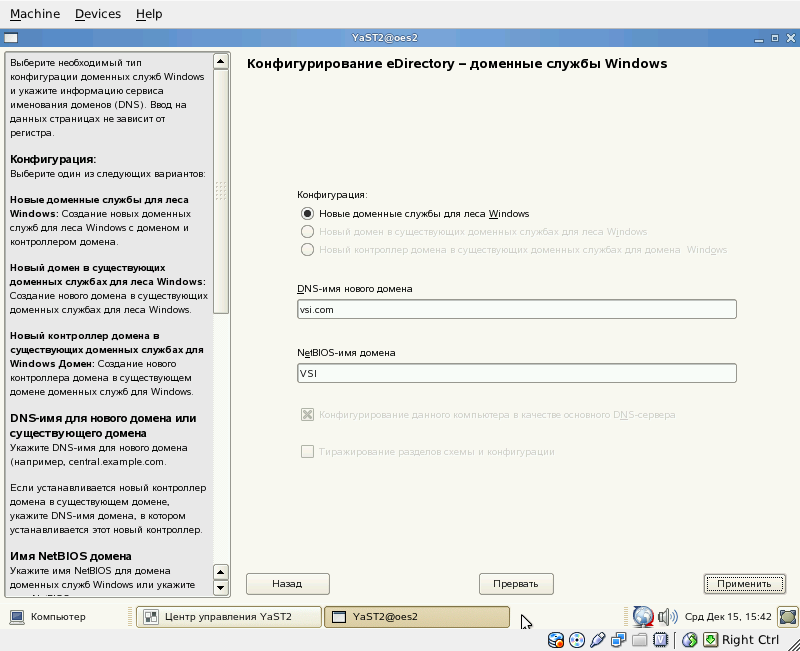 Machine Devices Help
YaST2@oes2
Выберите необходимый тип
конфигурации доменных служб Windows
и укажите информацию сервиса
именования доменов (DNS). Ввод на
данных страницах не зависит от
регистра.
Конфигурация:
Выберите один из следующих вариантов:
Новые доменные службы для леса
Windows: Создание новых доменных
служб для леса Windows с доменом и
контроллером домена.
Новый домен в существующих
доменных службах для леса Windows:
Создание нового домена в существующих
доменных службах для леса Windows.
Новый контроллер домена в
существующих доменных службах для
Windows Домен: Создание нового
контроллера домена в существующем
домене доменных служб для Windows.
DNS-имя для нового домена или
существующего домена
Укажите DNS-имя для нового домена
(например, central.example.com.
Если устанавливается новый контроллер
домена в существующем домене,
укажите DNS-имя домена, в котором
устанавливается этот новый контроллер.
Имя NetBIOS домена
Укажите имя NetBIOS для домена
доменных служб Windows или укажите
Конфигурирование eDirectory – доменные службы Windows
Конфигурация:
Новые доменные службы для леса Windows
Новый домен в существующих доменных службах для леса Windows
Новый контроллер домена в существующих доменных службах для домена Windows
DNS-имя нового домена
vsi.com
NetBIOS-имя домена
VSI
Конфигурирование данного компьютера в качестве основного DNS-сервера
Тиражирование разделов схемы и конфигурации
Назад Прервать Применить
Компьютер Центр управления YaST2 YaST2@oes2 Срд Дек 15, 15:42
Right Ctrl